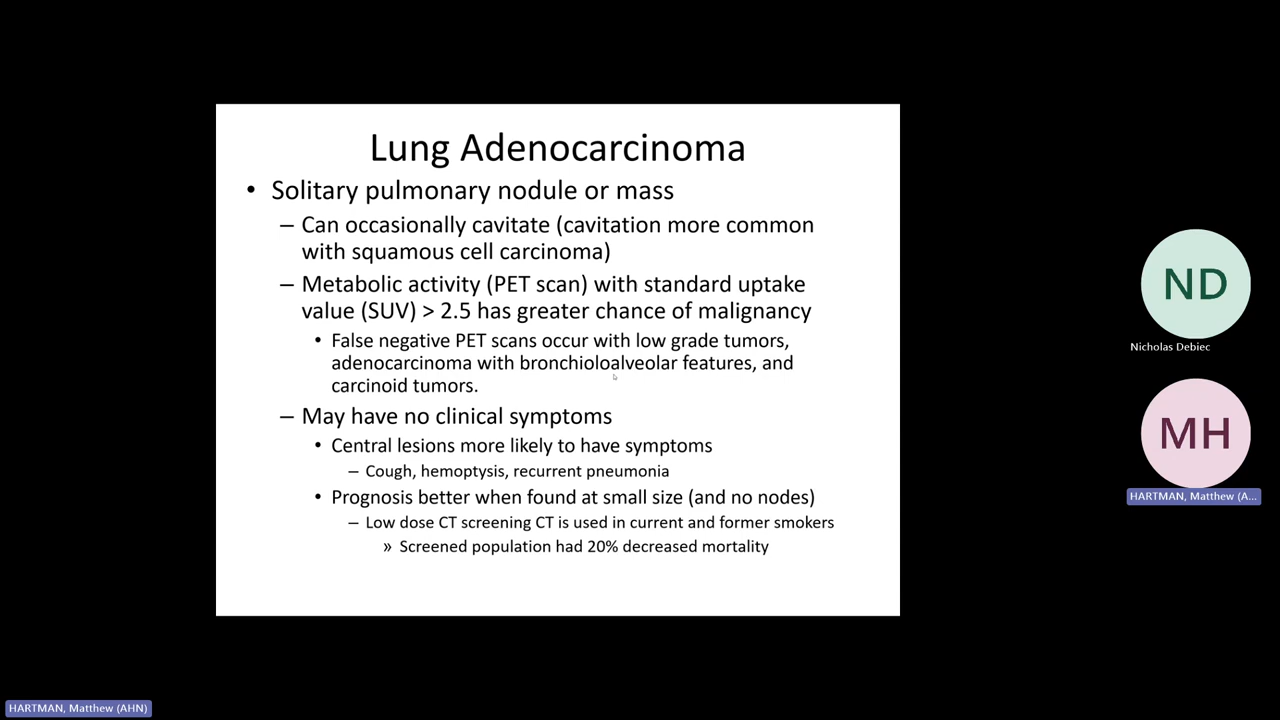 Lung Adenocarcinoma
• Solitary pulmonary nodule or mass
– Can occasionally cavitate (cavitation more common
with squamous cell carcinoma)
– Metabolic activity (PET scan) with standard uptake
value (SUV) > 2.5 has greater chance of malignancy
• False negative PET scans occur with low grade tumors,
adenocarcinoma with bronchioloalveolar features, and
carcinoid tumors.
– May have no clinical symptoms
• Central lesions more likely to have symptoms
– Cough, hemoptysis, recurrent pneumonia
• Prognosis better when found at small size (and no nodes)
– Low dose CT screening CT is used in current and former smokers
» Screened population had 20% decreased mortality
ND
Nicholas Debiec
MH
HARTMAN, Matthew (A...
HARTMAN, Matthew (AHN)